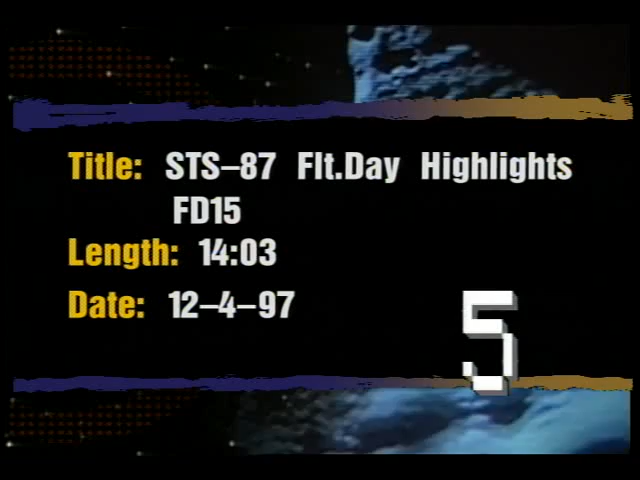 Title: STS–87 Flt.Day Highlights
FD15
Length: 14:03
Date: 12–4–97
5